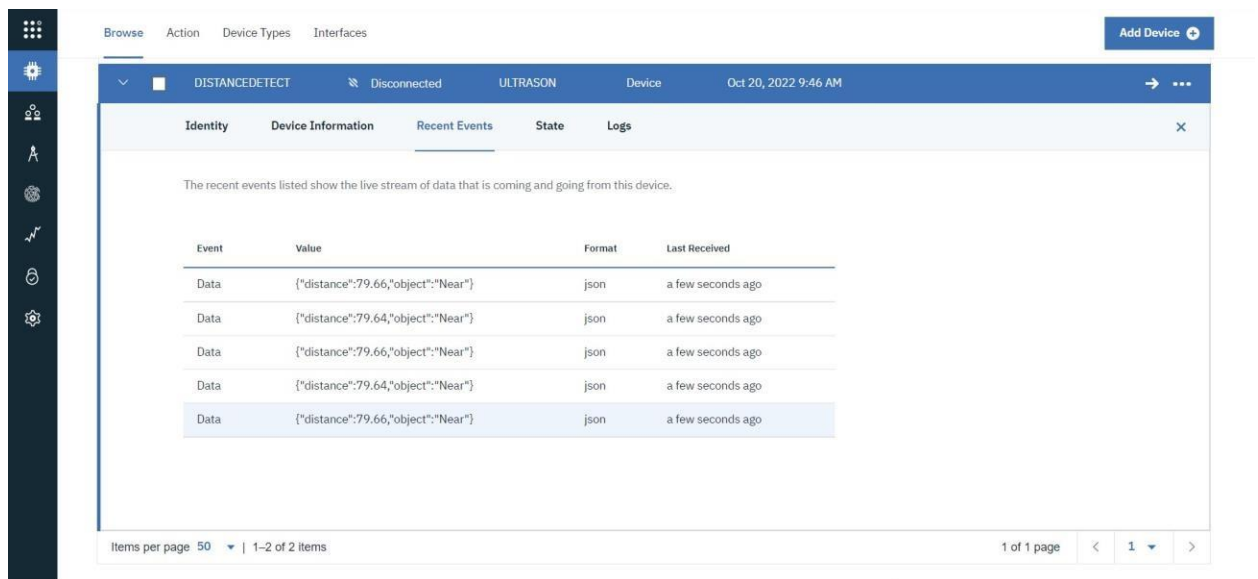 Browse Action Device Types Interfaces Add Device
DISTANCEDETECT Disconnected ULTRASON Device Oct 20, 2022 9:46 AM
Identity Device Information Recent Events State Logs
The recent events listed show the live stream of data that is coming and going from this device.
Event Value Format Last Received
Data {"distance":79.66,"object":"Near"} json a few seconds ago
Data {"distance":79.64,"object":"Near"} json a few seconds ago
Data {"distance":79.66,"object":"Near"} json a few seconds ago
Data {"distance":79.64,"object":"Near"} json a few seconds ago
Data {"distance":79.66,"object":"Near"} json a few seconds ago
Items per page 50 | 1–2 of 2 items 1 of 1 page < 1 >